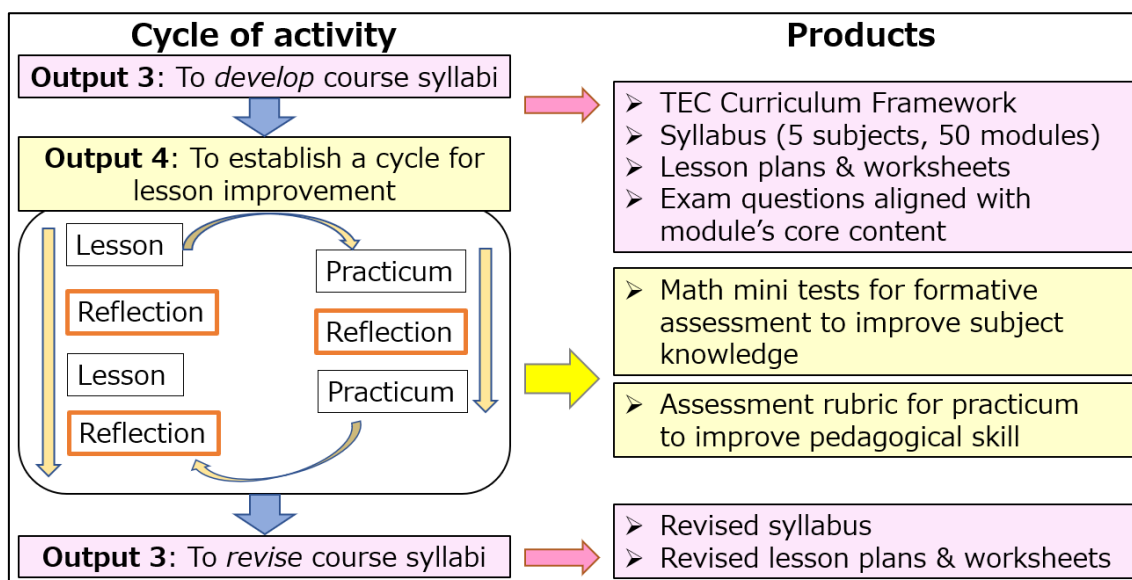 Cycle of activity
Output 3: To develop course syllabi
Output 4: To establish a cycle for
lesson improvement
Lesson
Reflection
Lesson
Reflection
Practicum
Reflection
Practicum
Output 3: To revise course syllabi
Products
➢ TEC Curriculum Framework
➢ Syllabus (5 subjects, 50 modules)
➢ Lesson plans & worksheets
➢ Exam questions aligned with
module’s core content
➢ Math mini tests for formative
assessment to improve subject
knowledge
➢ Assessment rubric for practicum
to improve pedagogical skill
➢ Revised syllabus
➢ Revised lesson plans & worksheets